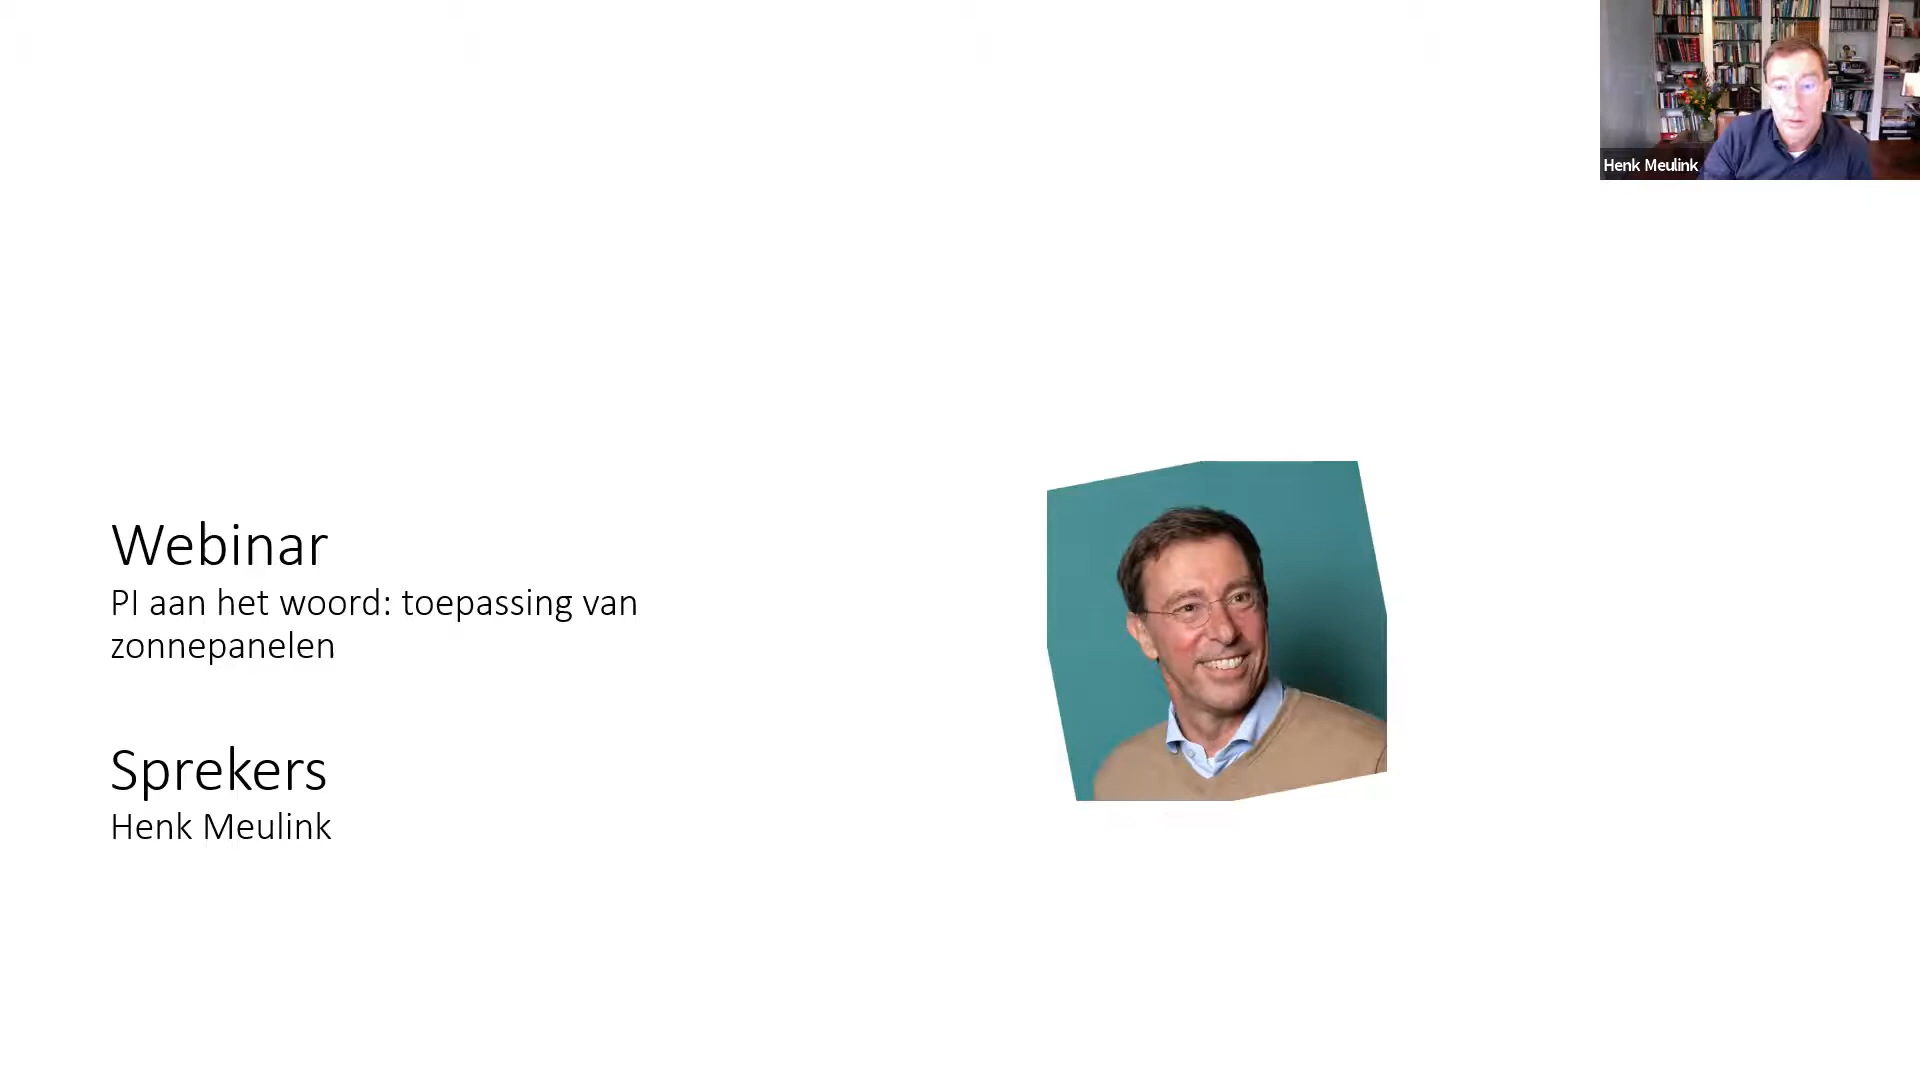 Henk Meulink
Webinar
PI aan het woord: toepassing van
zonnepanelen
Sprekers
Henk Meulink